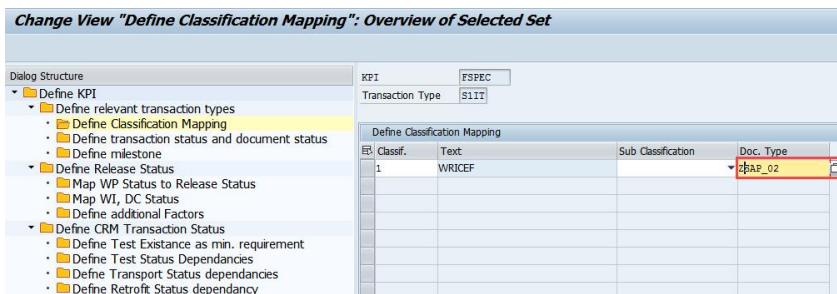 Change View "Define Classification Mapping": Overview of Selected Set
Dialog Structure
Define KPI
Define relevant transaction types
Define Classification Mapping
Define transaction status and document status
Define milestone
Define Release Status
Map WP Status to Release Status
Map WI, DC Status
Define additional Factors
Define CRM Transaction Status
Define Test Existance as min. requirement
Define Test Status Dependancies
Define Transport Status dependancies
Define Retrofit Status dependancy
KPI FSPEC
Transaction Type S1IT
Define Classification Mapping
Classif. Text Sub Classification Doc. Type
1 WRICEF ZSAP_02